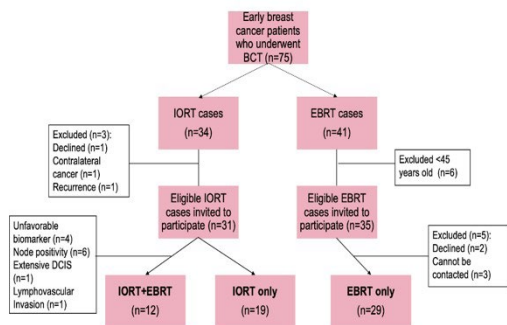 Early breast
cancer patients
who underwent
BCT (n=75)
IORT cases
(n=34)
EBRT cases
(n=41)
Excluded (n=3):
Declined (n=1)
Contralateral
cancer (n=1)
Recurrence (n=1)
Excluded <45
years old (n=6)
Eligible IORT
cases invited to
participate (n=31)
Eligible EBRT
cases invited to
participate (n=35)
Unfavorable
biomarker (n=4)
Node positivity (n=6)
Extensive DCIS
(n=1)
Lymphovascular
Invasion (n=1)
Excluded (n=5):
Declined (n=2)
Cannot be
contacted (n=3)
IORT+EBRT
(n=12)
IORT only
(n=19)
EBRT only
(n=29)